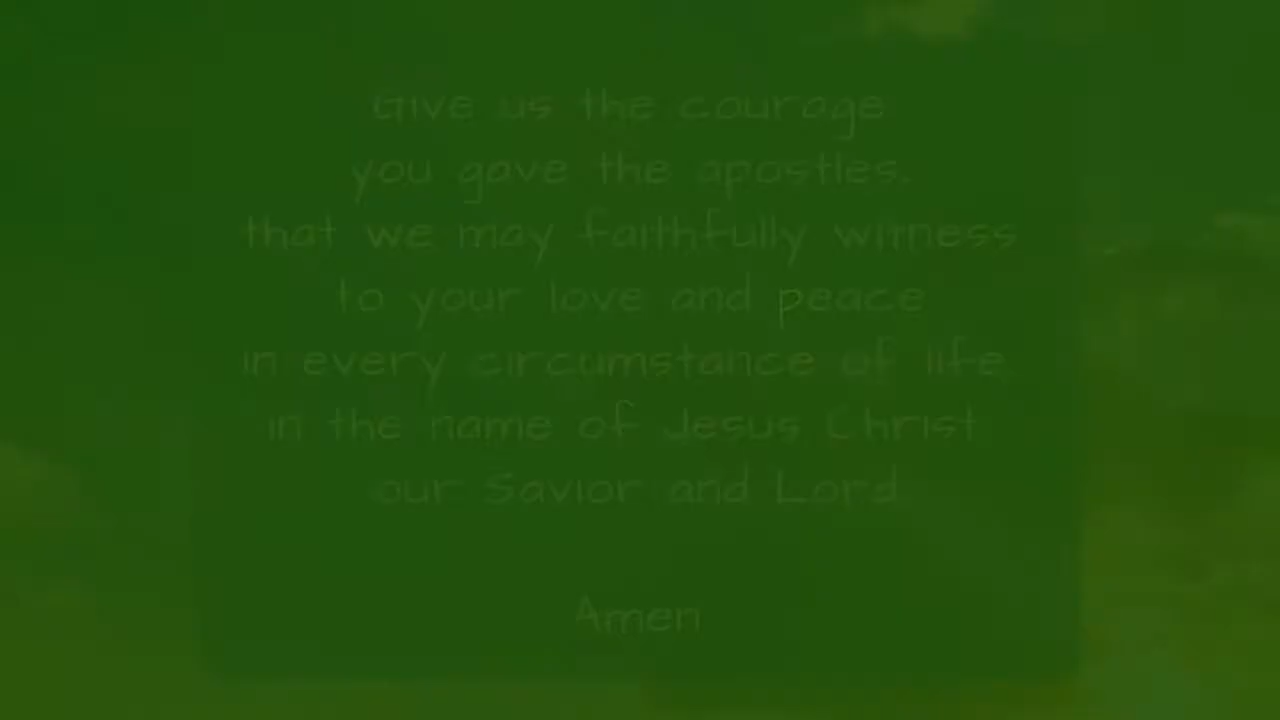 Give us the courage
you gave the apostles,
that we may faithfully witness
to your love and peace
in every circumstance of life,
in the name of Jesus Christ
our Savior and Lord.
Amen